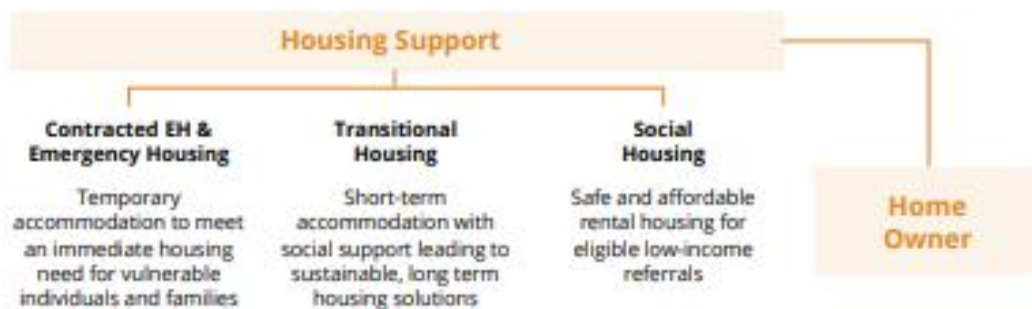 Housing Support
Contracted EH &
Emergency Housing
Temporary
accommodation to meet
an immediate housing
need for vulnerable
individuals and families
Transitional
Housing
Short-term
accommodation with
social support leading to
sustainable, long term
housing solutions
Social
Housing
Safe and affordable
rental housing for
eligible low-income
referrals
Home
Owner